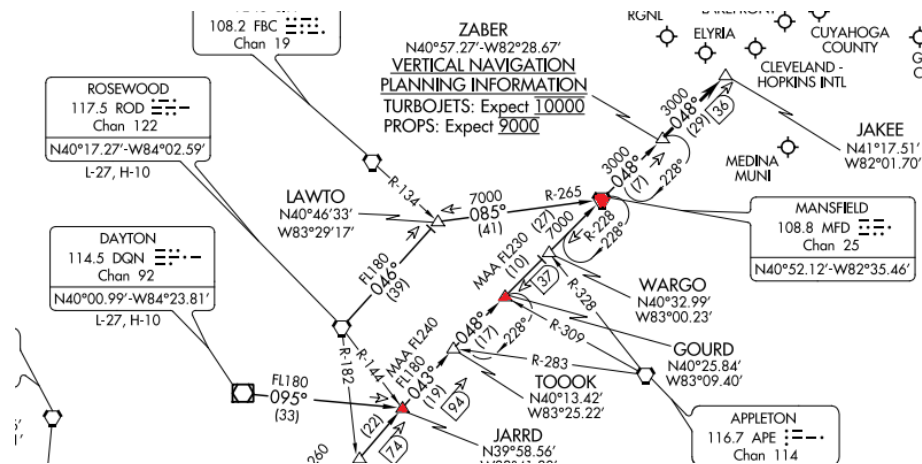 108.2 FBC
Chan 19
ROSEWOOD
117.5 ROD
Chan 122
N40°17.27'-W84°02.59'
L-27, H-10
DAYTON
114.5 DQN
Chan 92
N40°00.99'-W84°23.81'
L-27, H-10
ZABER
N40°57.27'-W82°28.67'
VERTICAL NAVIGATION
PLANNING INFORMATION
TURBOJETS: Expect 10000
PROPS: Expect 9000
RGNL
LAKEFRONT
ELYRIA
CUYAHOGA
COUNTY
CLEVELAND -
HOPKINS INTL
JAKEE
N41°17.51'
W82°01.70'
MEDINA
MUNI
MANSFIELD
108.8 MFD
Chan 25
N40°52.12'-W82°35.46'
LAWTO
N40°46'33'
W83°29'17'
R-134
7000
085°
(41)
R-265
3000
048°
(29)
36
3000
048°
(7)
228°
FL180
046°
(39)
MAA FL230
(27)
7000
(10)
R-228
228°
37
WARGO
N40°32.99'
W83°00.23'
R-328
R-309
R-283
048°
(17)
228°
GOURD
N40°25.84'
W83°09.40'
TOOOK
N40°13.42'
W83°25.22'
MAA FL240
FL180
043°
(19)
94
R-144
R-182
FL180
095°
(33)
(22)
74
260
JARRD
N39°58.56'
APPLETON
116.7 APE
Chan 114